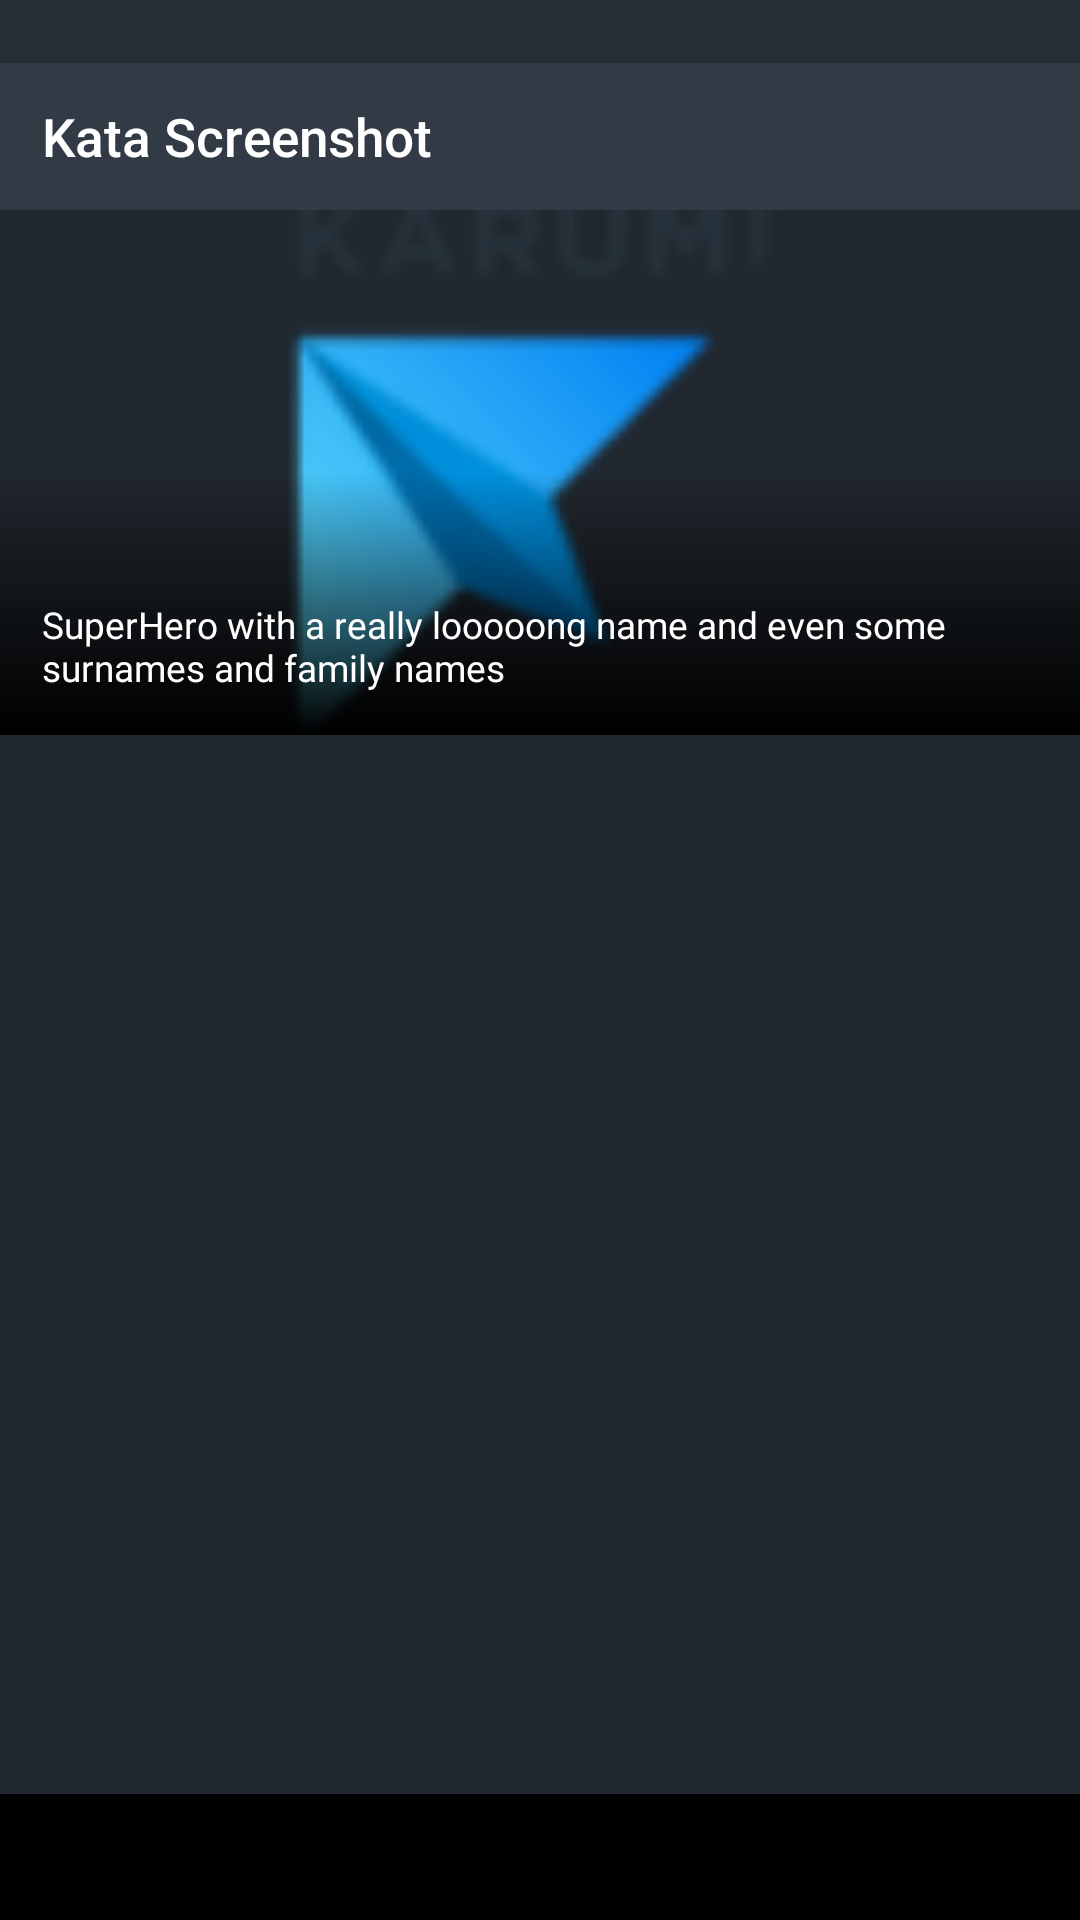 Kata Screenshot
KARUMI
SuperHero with a really looooong name and even some
surnames and family names